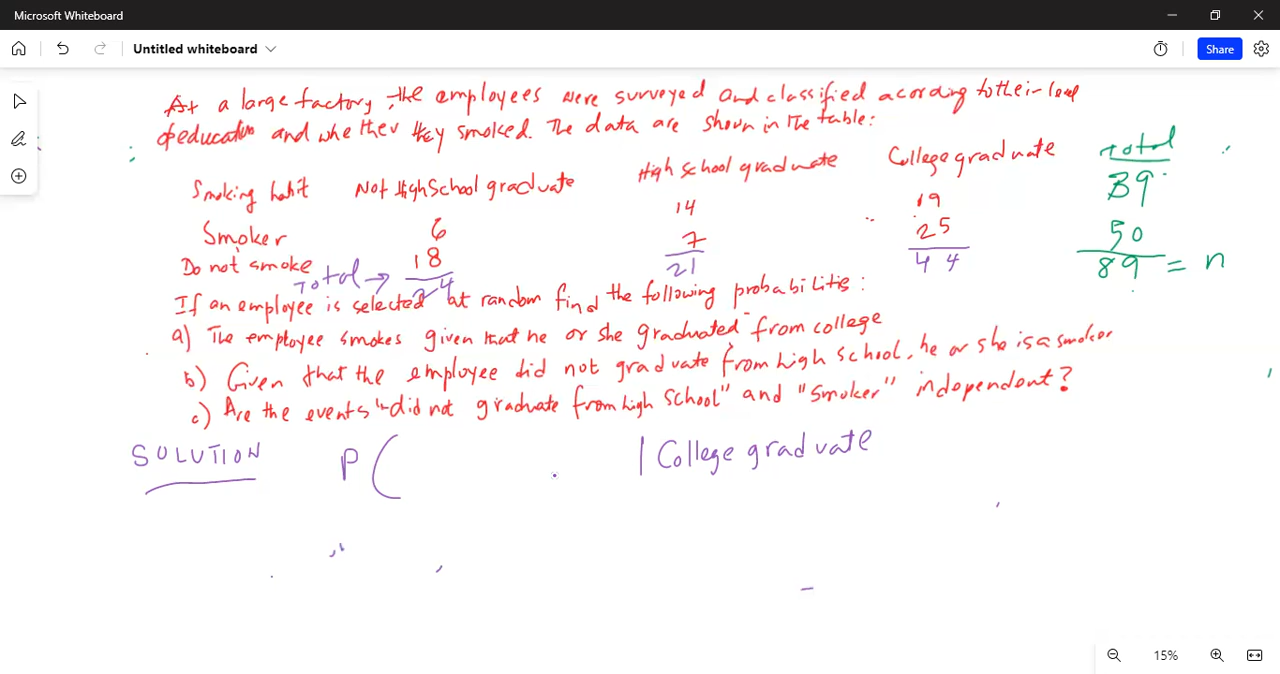 Microsoft Whiteboard
Untitled whiteboard
Share
At a large factory, the employees were surveyed and classified acording to their level
of education and whether they smoked. The data are shown in the table:
Smoking habit Not High School graduate High School graduate College graduate Total
Smoker 6 14 19 39
Do not smoke 18 7 25 50
Total → 24 21 44 89 = n
If an employee is selected at random find the following probabilities:
a) The employee smokes given that he or she graduated from college
b) Given that the employee did not graduate from high school, he or she is a smoker
c) Are the events "did not graduate from high School" and "Smoker" independent?
SOLUTION P( | College graduate
15%